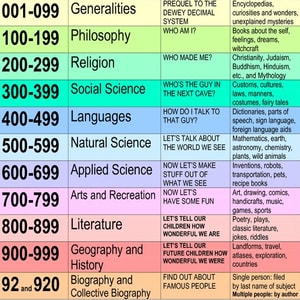 001-099 Generalities PREQUEL TO THE DEWEY DECIMAL SYSTEM Encyclopedias, curiosities and wonders, unexplained mysteries
100-199 Philosophy WHO AM I? Books about the self, feelings, dreams, witchcraft
200-299 Religion WHO MADE ME? Christianity, Judaism, Buddhism, Hinduism, etc., and Mythology
300-399 Social Science WHO'S THE GUY IN THE NEXT CAVE? Customs, cultures, laws, manners, costumes, fairy tales
400-499 Languages HOW DO I TALK TO THAT GUY? Dictionaries, parts of speech, sign language, foreign language aids
500-599 Natural Science LET'S TALK ABOUT THE WORLD WE SEE Mathematics, earth, astronomy, chemistry, plants, wild animals
600-699 Applied Science NOW LET'S MAKE STUFF OUT OF WHAT WE SEE Inventions, robots, transportation, pets, recipe books
700-799 Arts and Recreation NOW LET'S HAVE SOME FUN Art, drawing, comics, handicrafts, music, games, sports
800-899 Literature LET'S TELL OUR CHILDREN HOW WONDERFUL WE ARE Poetry, plays, classic literature, jokes, riddles
900-999 Geography and History LET'S TELL OUR FUTURE CHILDREN HOW WONDERFUL WE WERE Landforms, travel, atlases, exploration, countries
92 and 920 Biography and Collective Biography FIND OUT ABOUT FAMOUS PEOPLE Single person: filed by last name of subject
Multiple people: by author